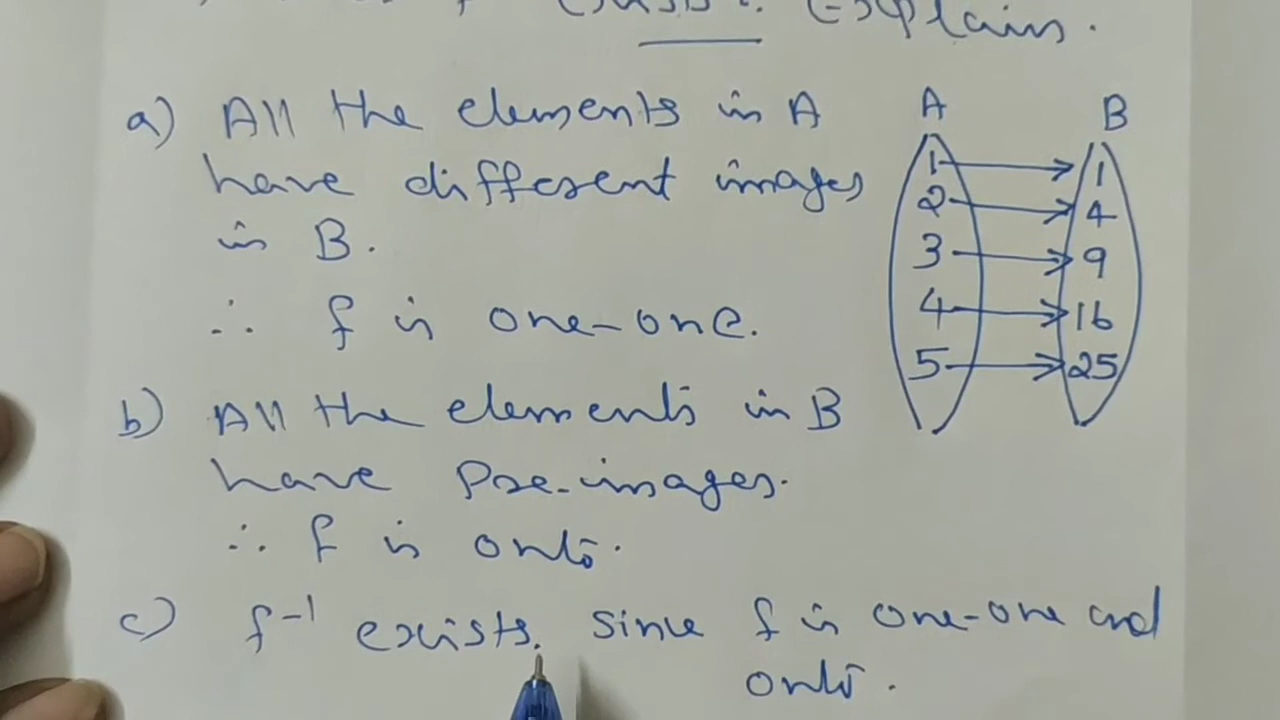 Explain.
a) All the elements in A
have different images
in B.
∴ f is one-one.
A B
1 1
2 4
3 9
4 16
5 25
b) All the elements in B
have Pre-images.
∴ f is onto.
c) f⁻¹ exists. since f is one-one and
onto.